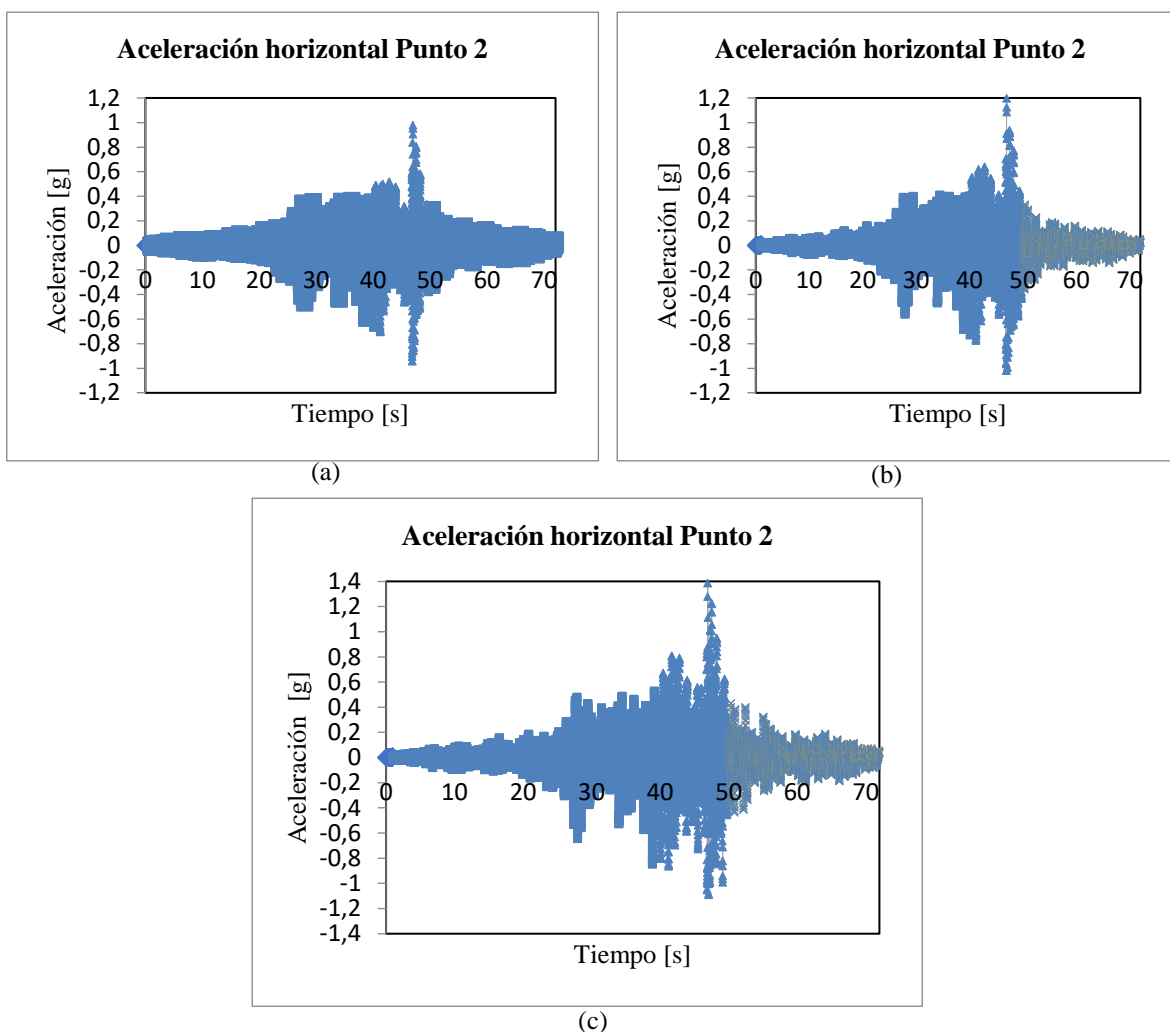 Aceleración horizontal Punto 2
1,2
1
0,8
0,6
0,4
0,2
0
-0,2
-0,4
-0,6
-0,8
-1
-1,2
0 10 20 30 40 50 60 70
Aceleración [g]
Tiempo [s]
(a)
Aceleración horizontal Punto 2
1,2
1
0,8
0,6
0,4
0,2
0
-0,2
-0,4
-0,6
-0,8
-1
-1,2
0 10 20 30 40 50 60 70
Aceleración [g]
Tiempo [s]
(b)
Aceleración horizontal Punto 2
1,4
1,2
1
0,8
0,6
0,4
0,2
0
-0,2
-0,4
-0,6
-0,8
-1
-1,2
-1,4
0 10 20 30 40 50 60 70
Aceleración [g]
Tiempo [s]
(c)